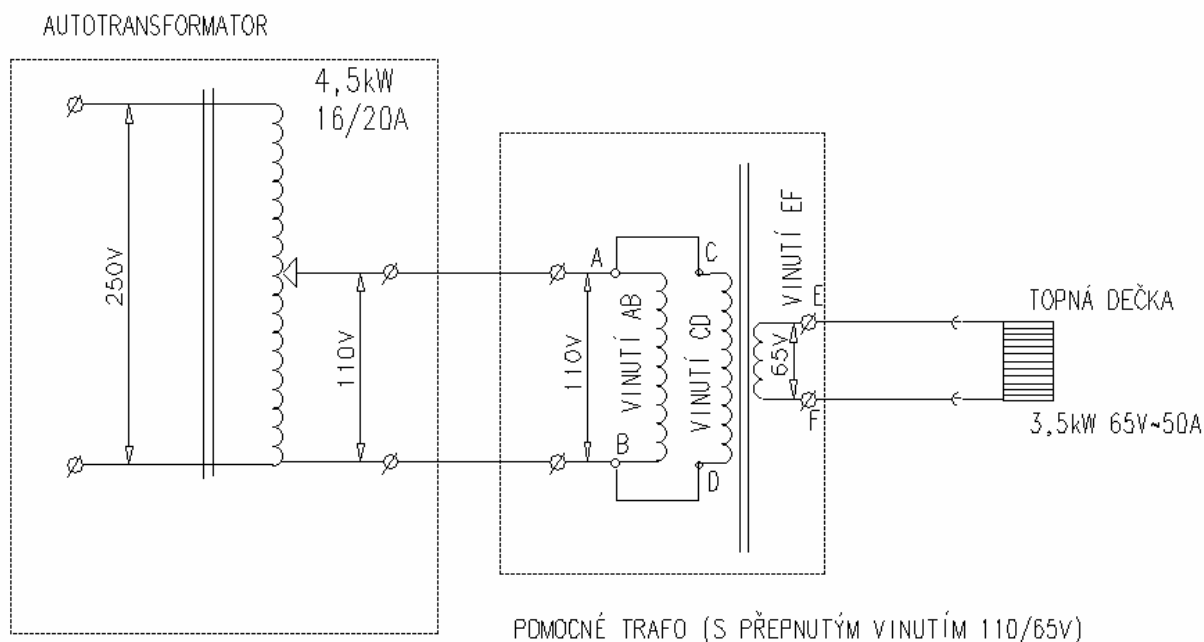 AUTOTRANSFORMATOR
4,5kW
16/20A
250V
110V
110V
A
B
C
D
VINUTÍ AB
VINUTÍ CD
VINUTÍ EF
E
F
65V
TOPNÁ DEČKA
3,5kW 65V~50A
POMOCNÉ TRAFO (S PŘEPNUTÝM VINUTÍM 110/65V)